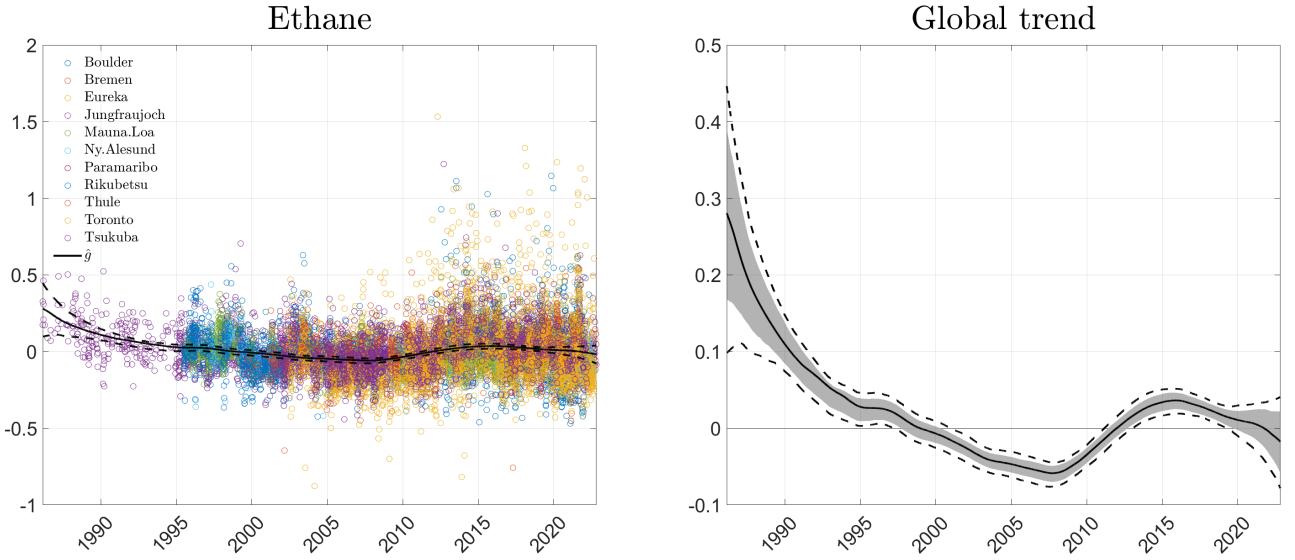 Ethane
2
1.5
1
0.5
0
-0.5
-1
Boulder
Bremen
Eureka
Jungfraujoch
Mauna.Loa
Ny.Alesund
Paramaribo
Rikubetsu
Thule
Toronto
Tsukuba
ĝ
1990 1995 2000 2005 2010 2015 2020
Global trend
0.5
0.4
0.3
0.2
0.1
0
-0.1
1990 1995 2000 2005 2010 2015 2020